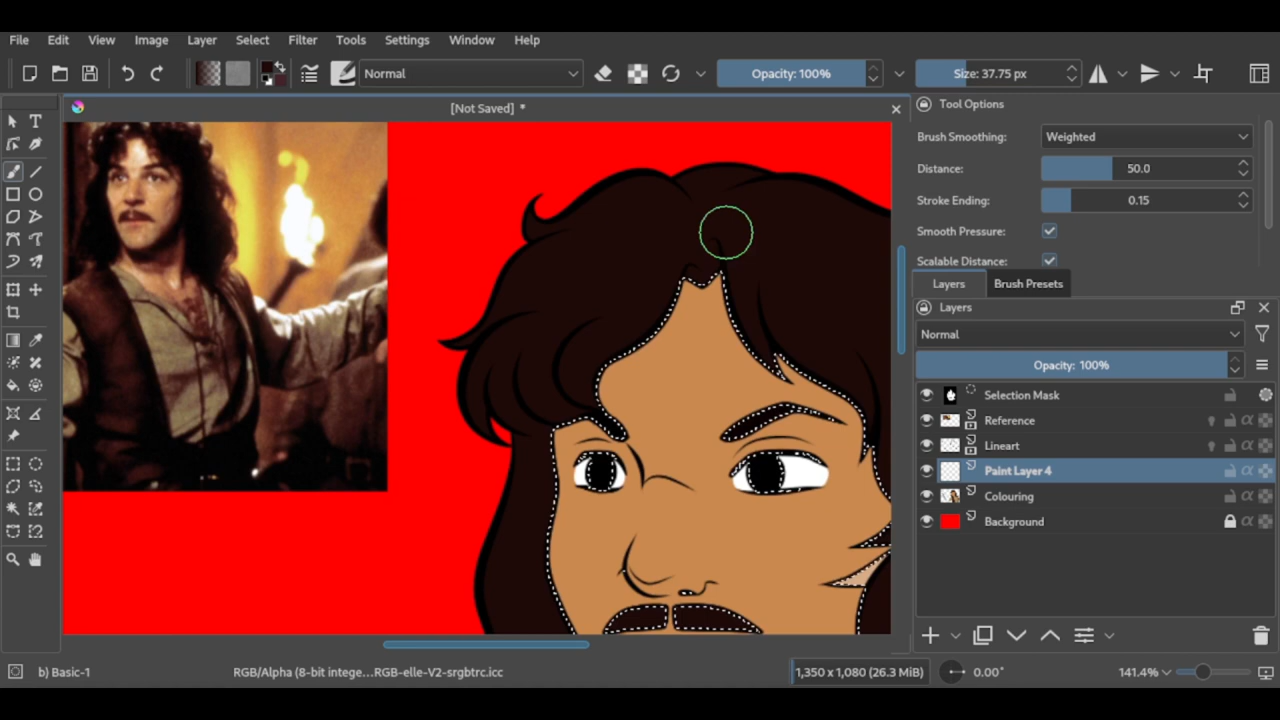 File Edit View Image Layer Select Filter Tools Settings Window Help
Normal Opacity: 100% Size: 37.75 px
[Not Saved] *
Tool Options
Brush Smoothing: Weighted
Distance: 50.0
Stroke Ending: 0.15
Smooth Pressure:
Scalable Distance:
Layers Brush Presets
Layers
Normal
Opacity: 100%
Selection Mask
Reference
Lineart
Paint Layer 4
Colouring
Background
b) Basic-1 RGB/Alpha (8-bit intege...RGB-elle-V2-srgbtrc.icc 1,350 x 1,080 (26.3 MiB) 0.00° 141.4%